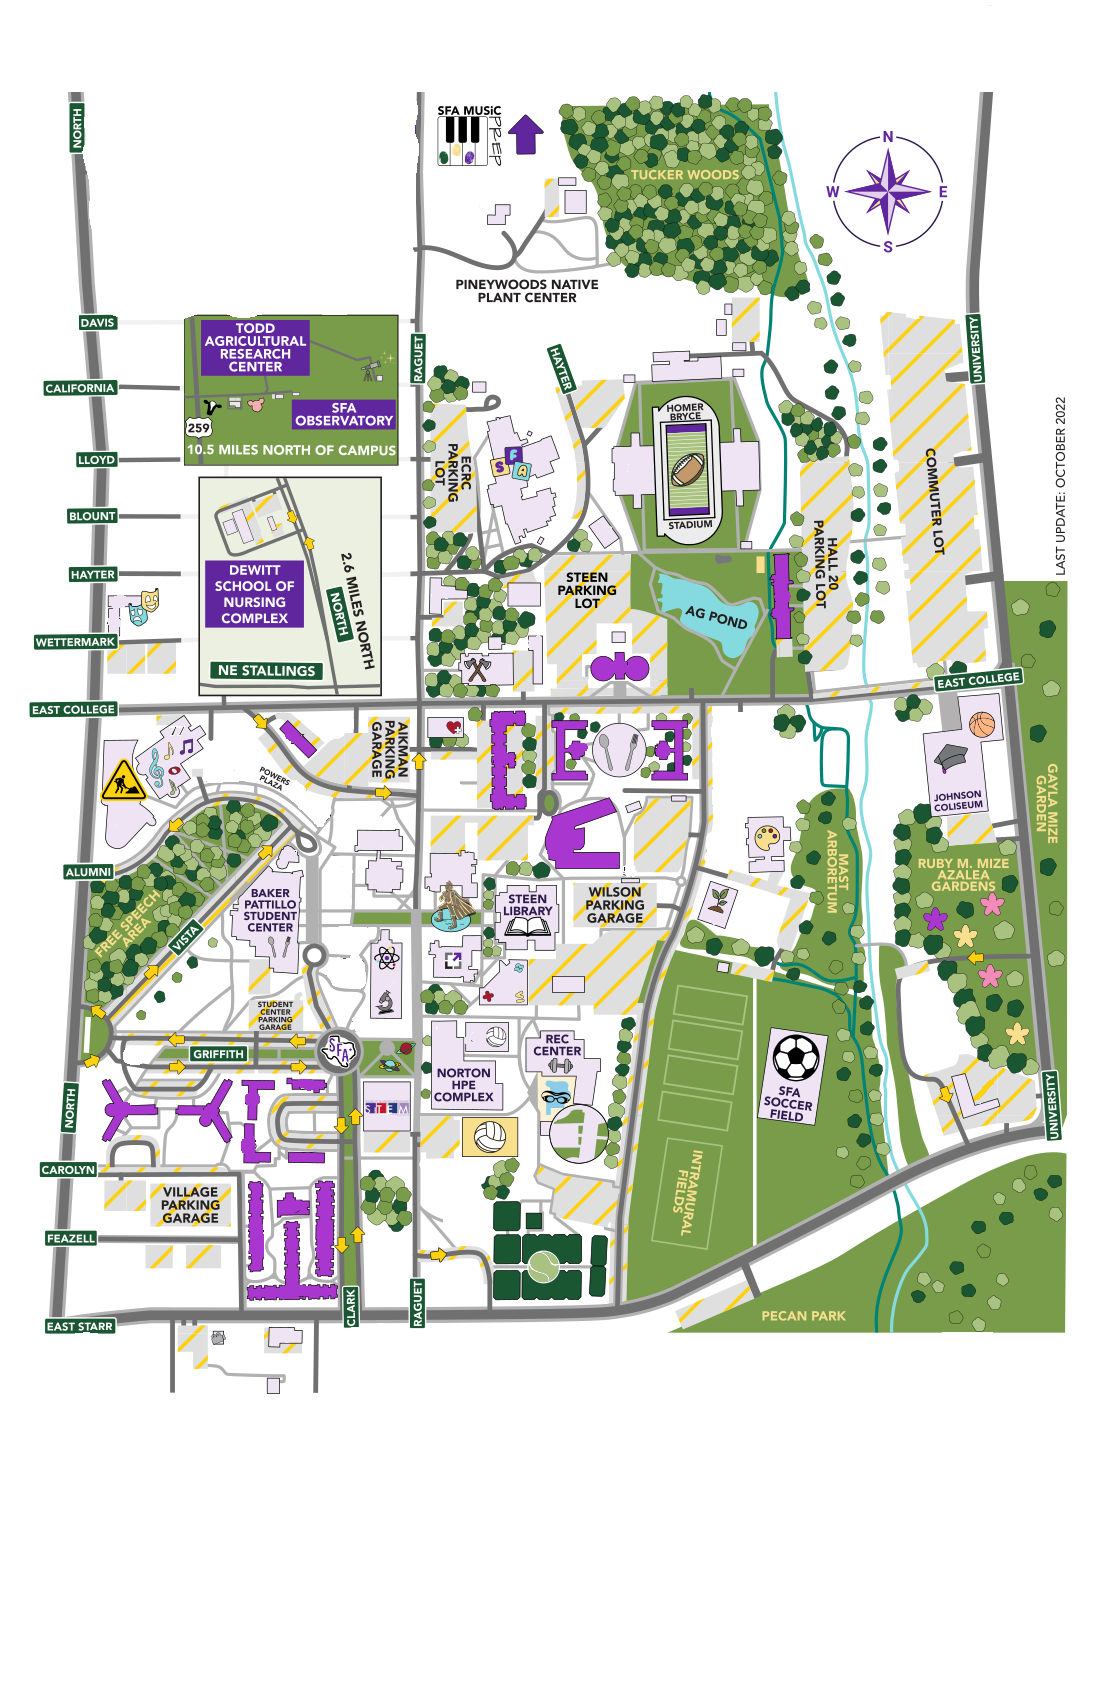 NORTH
SFA MUSiC
PREP
TUCKER WOODS
N
W
E
S
PINEYWOODS NATIVE
PLANT CENTER
DAVIS
CALIFORNIA
LLOYD
BLOUNT
HAYTER
WETTERMARK
EAST COLLEGE
TODD
AGRICULTURAL
RESEARCH
CENTER
SFA
OBSERVATORY
259
10.5 MILES NORTH OF CAMPUS
RAGUET
HAYTER
UNIVERSITY
LAST UPDATE: OCTOBER 2022
ECRC
PARKING
LOT
S
F
A
HOMER
BRYCE
STADIUM
HALL 20
PARKING LOT
COMMUTER LOT
DEWITT
SCHOOL OF
NURSING
COMPLEX
2.6 MILES NORTH
NORTH
NE STALLINGS
STEEN
PARKING
LOT
AG POND
EAST COLLEGE
AIKMAN
PARKING
GARAGE
POWERS
PLAZA
JOHNSON
COLISEUM
GAYLA MIZE
GARDEN
ALUMNI
FREE SPEECH
AREA
VISTA
BAKER
PATTILLO
STUDENT
CENTER
STEEN
LIBRARY
WILSON
PARKING
GARAGE
MAST
ARBORETUM
RUBY M. MIZE
AZALEA
GARDENS
STUDENT
CENTER
PARKING
GARAGE
GRIFFITH
SFA
NORTON
HPE
COMPLEX
REC
CENTER
SFA
SOCCER
FIELD
STEM
NORTH
UNIVERSITY
CAROLYN
VILLAGE
PARKING
GARAGE
FEAZELL
INTRAMURAL
FIELDS
CLARK
RAGUET
EAST STARR
PECAN PARK